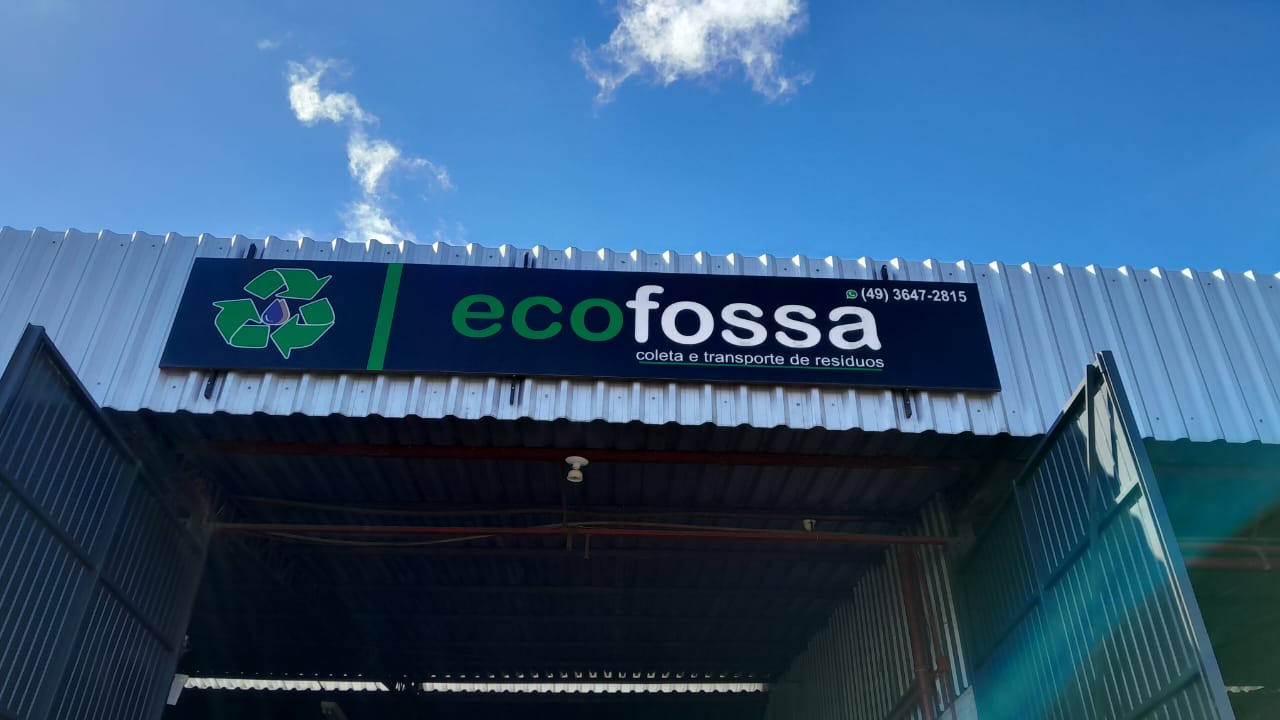 (49) 3647-2815
ecofossa
coleta e transporte de resíduos